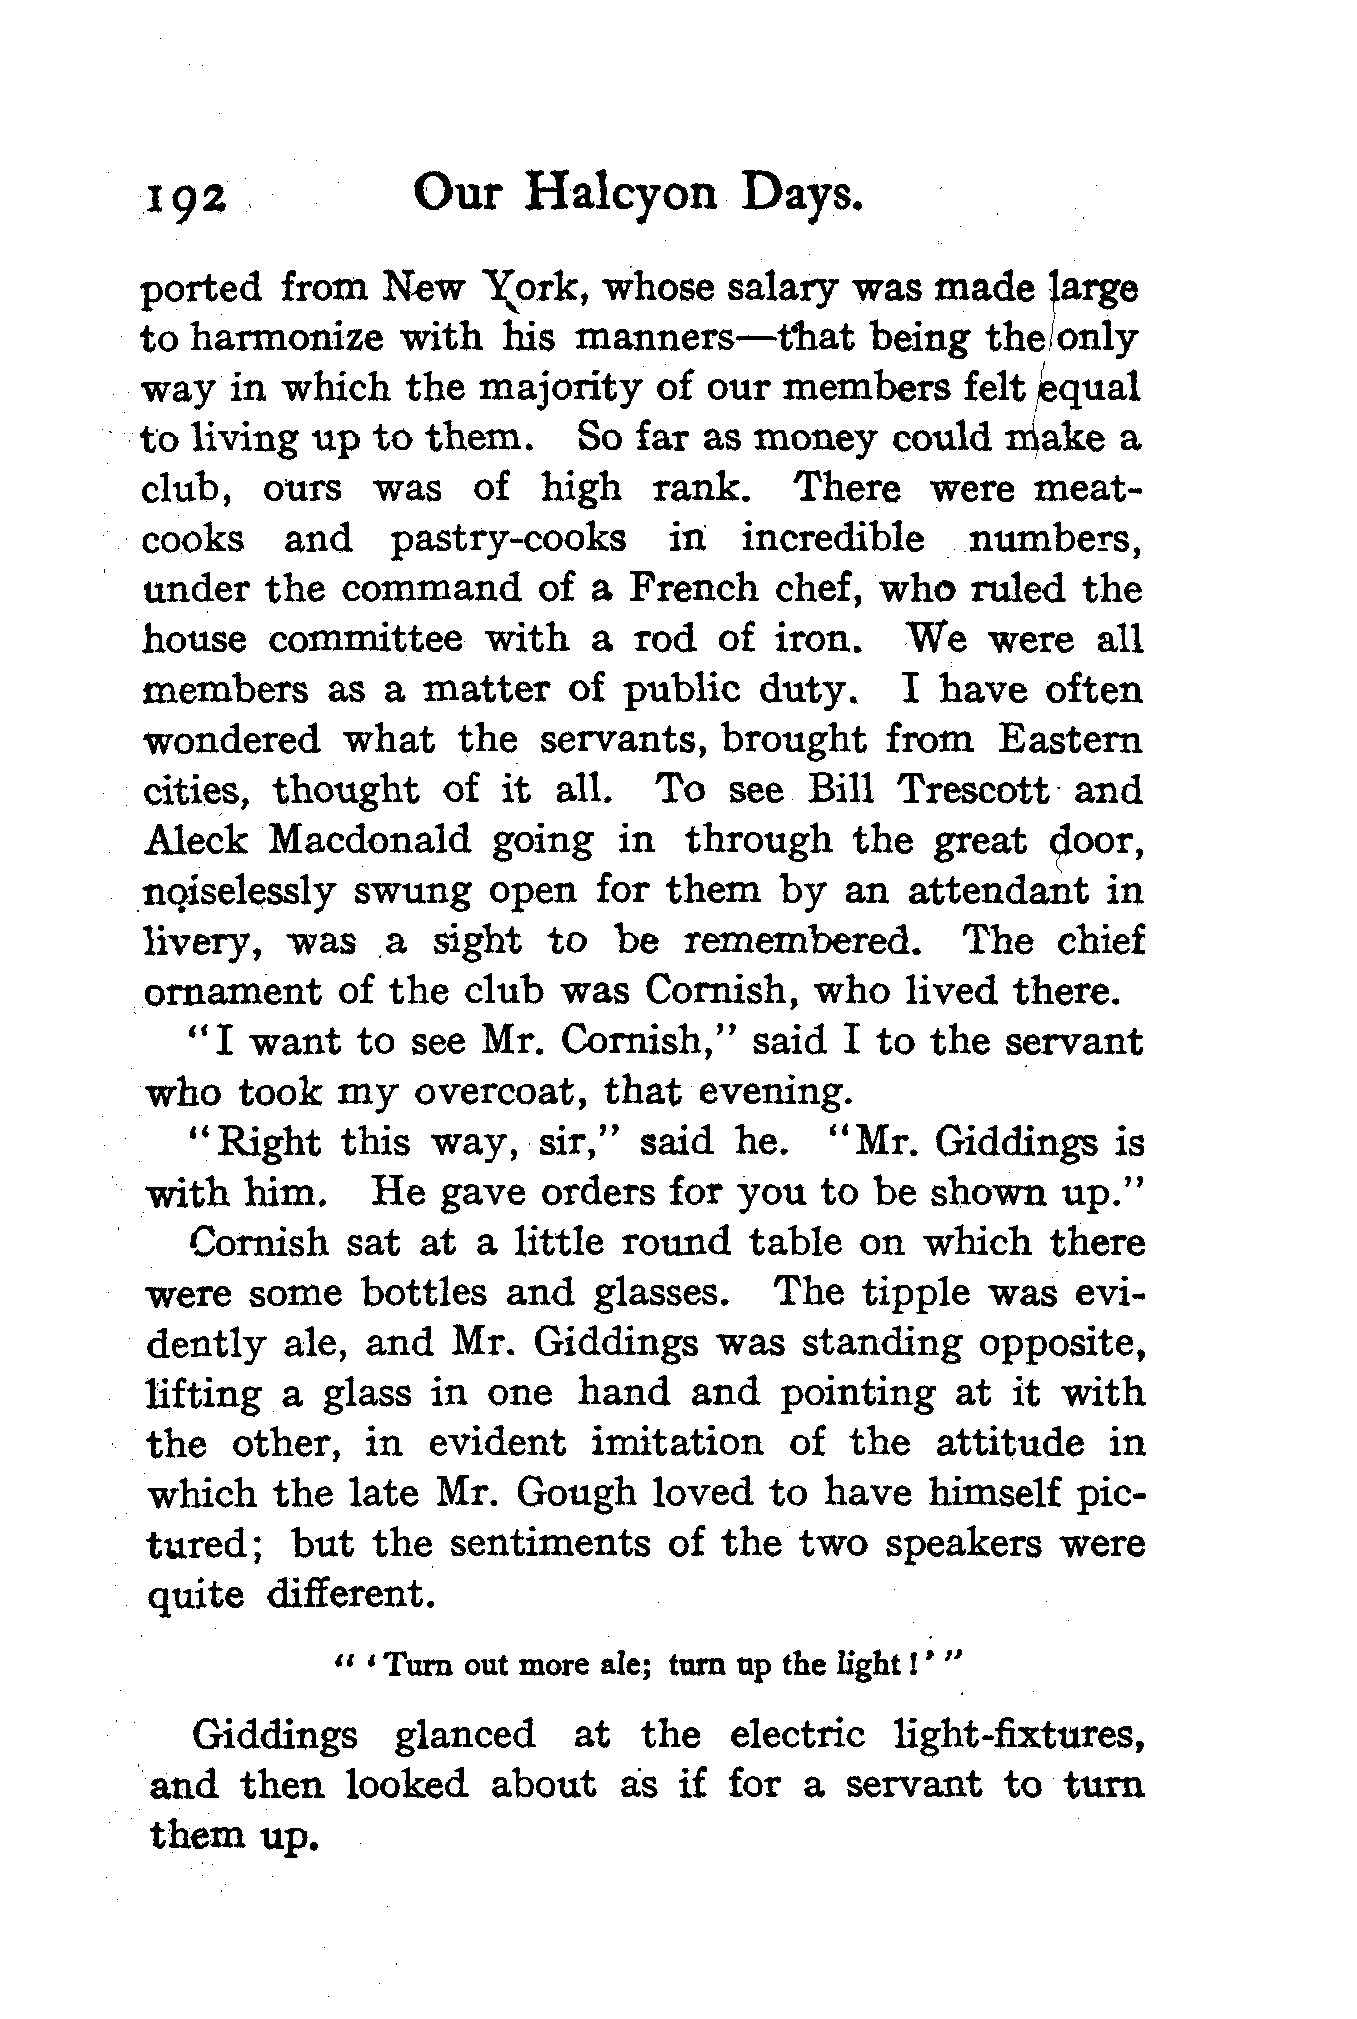 192 Our Halcyon Days.
ported from New York, whose salary was made large
to harmonize with his manners—that being the only
way in which the majority of our members felt equal
to living up to them. So far as money could make a
club, ours was of high rank. There were meat-
cooks and pastry-cooks in incredible numbers,
under the command of a French chef, who ruled the
house committee with a rod of iron. We were all
members as a matter of public duty. I have often
wondered what the servants, brought from Eastern
cities, thought of it all. To see Bill Trescott and
Aleck Macdonald going in through the great door,
noiselessly swung open for them by an attendant in
livery, was a sight to be remembered. The chief
ornament of the club was Cornish, who lived there.
"I want to see Mr. Cornish," said I to the servant
who took my overcoat, that evening.
"Right this way, sir," said he. "Mr. Giddings is
with him. He gave orders for you to be shown up."
Cornish sat at a little round table on which there
were some bottles and glasses. The tipple was evi-
dently ale, and Mr. Giddings was standing opposite,
lifting a glass in one hand and pointing at it with
the other, in evident imitation of the attitude in
which the late Mr. Gough loved to have himself pic-
tured; but the sentiments of the two speakers were
quite different.
" 'Turn out more ale; turn up the light!' "
Giddings glanced at the electric light-fixtures,
and then looked about as if for a servant to turn
them up.